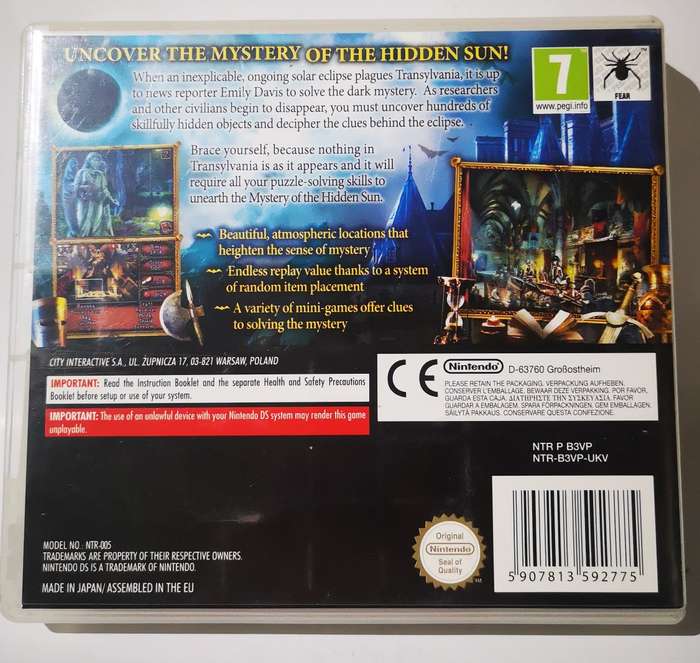 UNCOVER THE MYSTERY OF THE HIDDEN SUN!
When an inexplicable, ongoing solar eclipse plagues Transylvania, it is up
to news reporter Emily Davis to solve the dark mystery. As researchers
and other civilians begin to disappear, you must uncover hundreds of
skillfully hidden objects and decipher the clues behind the eclipse.
7
www.pegi.info
FEAR
Brace yourself, because nothing in
Transylvania is as it appears and it will
require all your puzzle-solving skills to
unearth the Mystery of the Hidden Sun.
Beautiful, atmospheric locations that
heighten the sense of mystery
Endless replay value thanks to a system
of random item placement
A variety of mini-games offer clues
to solving the mystery
CITY INTERACTIVE S.A., UL. ŻUPNICZA 17, 03-821 WARSAW, POLAND
IMPORTANT: Read the Instruction Booklet and the separate Health and Safety Precautions
Booklet before setup or use of your system.
IMPORTANT: The use of an unlawful device with your Nintendo DS system may render this game
unplayable.
CE Nintendo D-63760 Großostheim
PLEASE RETAIN THE PACKAGING. VERPACKUNG AUFHEBEN.
CONSERVER L'EMBALLAGE. BEWAAR DEZE VERPAKKING. POR FAVOR,
GUARDA ESTA CAJA. ΔΙΑΤΗΡΗΣΤΕ ΤΗΝ ΣΥΣΚΕΥΑΣΙΑ. FAVOR
GUARDAR A EMBALAGEM. SPARA FÖRPACKNINGEN. GEM EMBALLAGEN.
SÄILYTÄ PAKKAUS. CONSERVARE QUESTA CONFEZIONE.
NTR P B3VP
NTR-B3VP-UKV
MODEL NO.: NTR-005
TRADEMARKS ARE PROPERTY OF THEIR RESPECTIVE OWNERS.
NINTENDO DS IS A TRADEMARK OF NINTENDO.
MADE IN JAPAN/ ASSEMBLED IN THE EU
Original
Nintendo
Seal of
Quality
TM
5 907813 592775